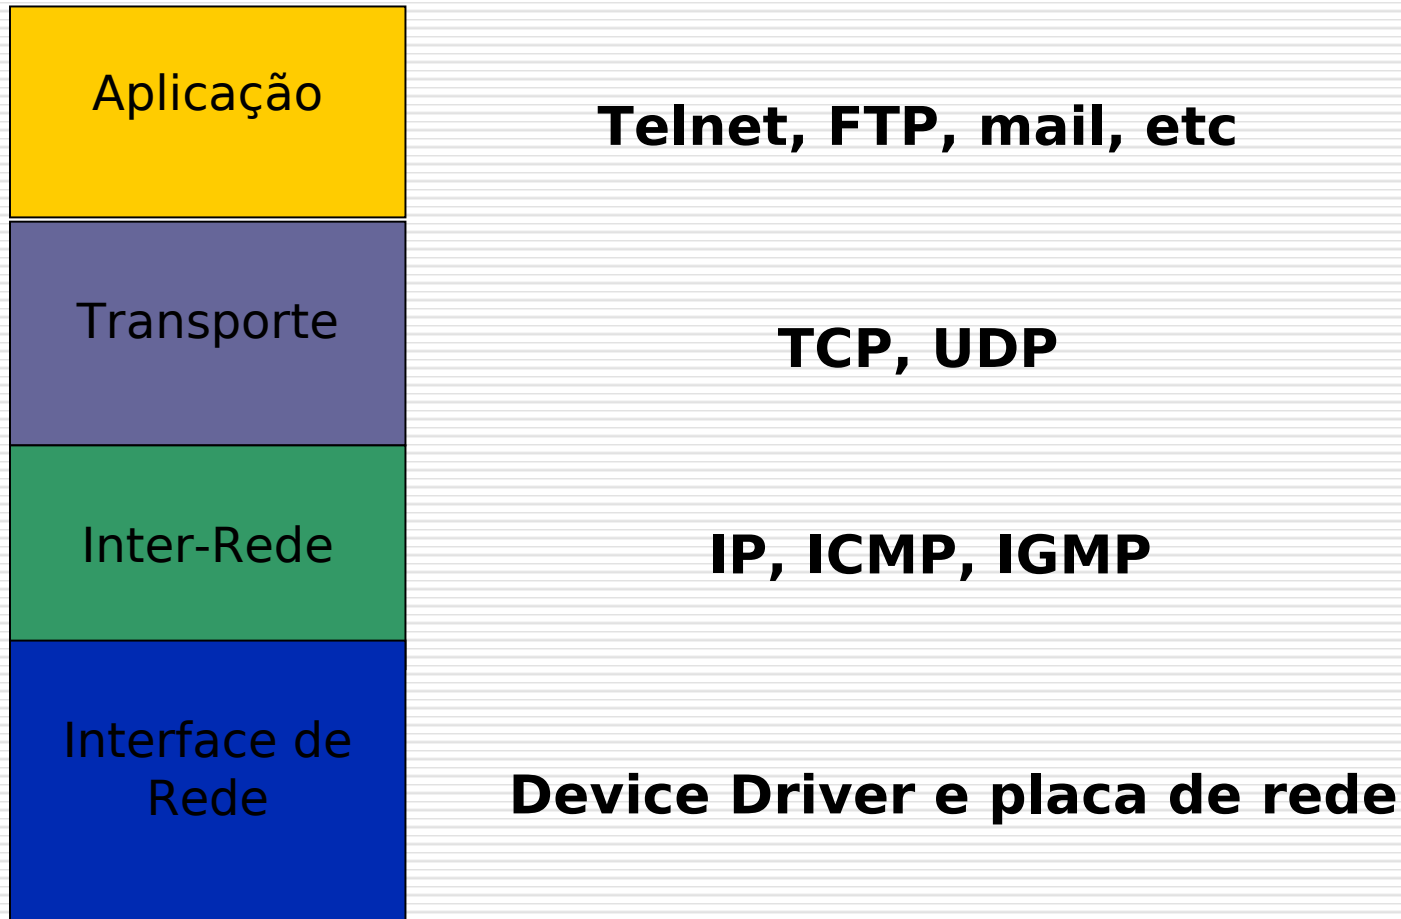 Aplicação
Telnet, FTP, mail, etc
Transporte
TCP, UDP
Inter-Rede
IP, ICMP, IGMP
Interface de
Rede
Device Driver e placa de rede